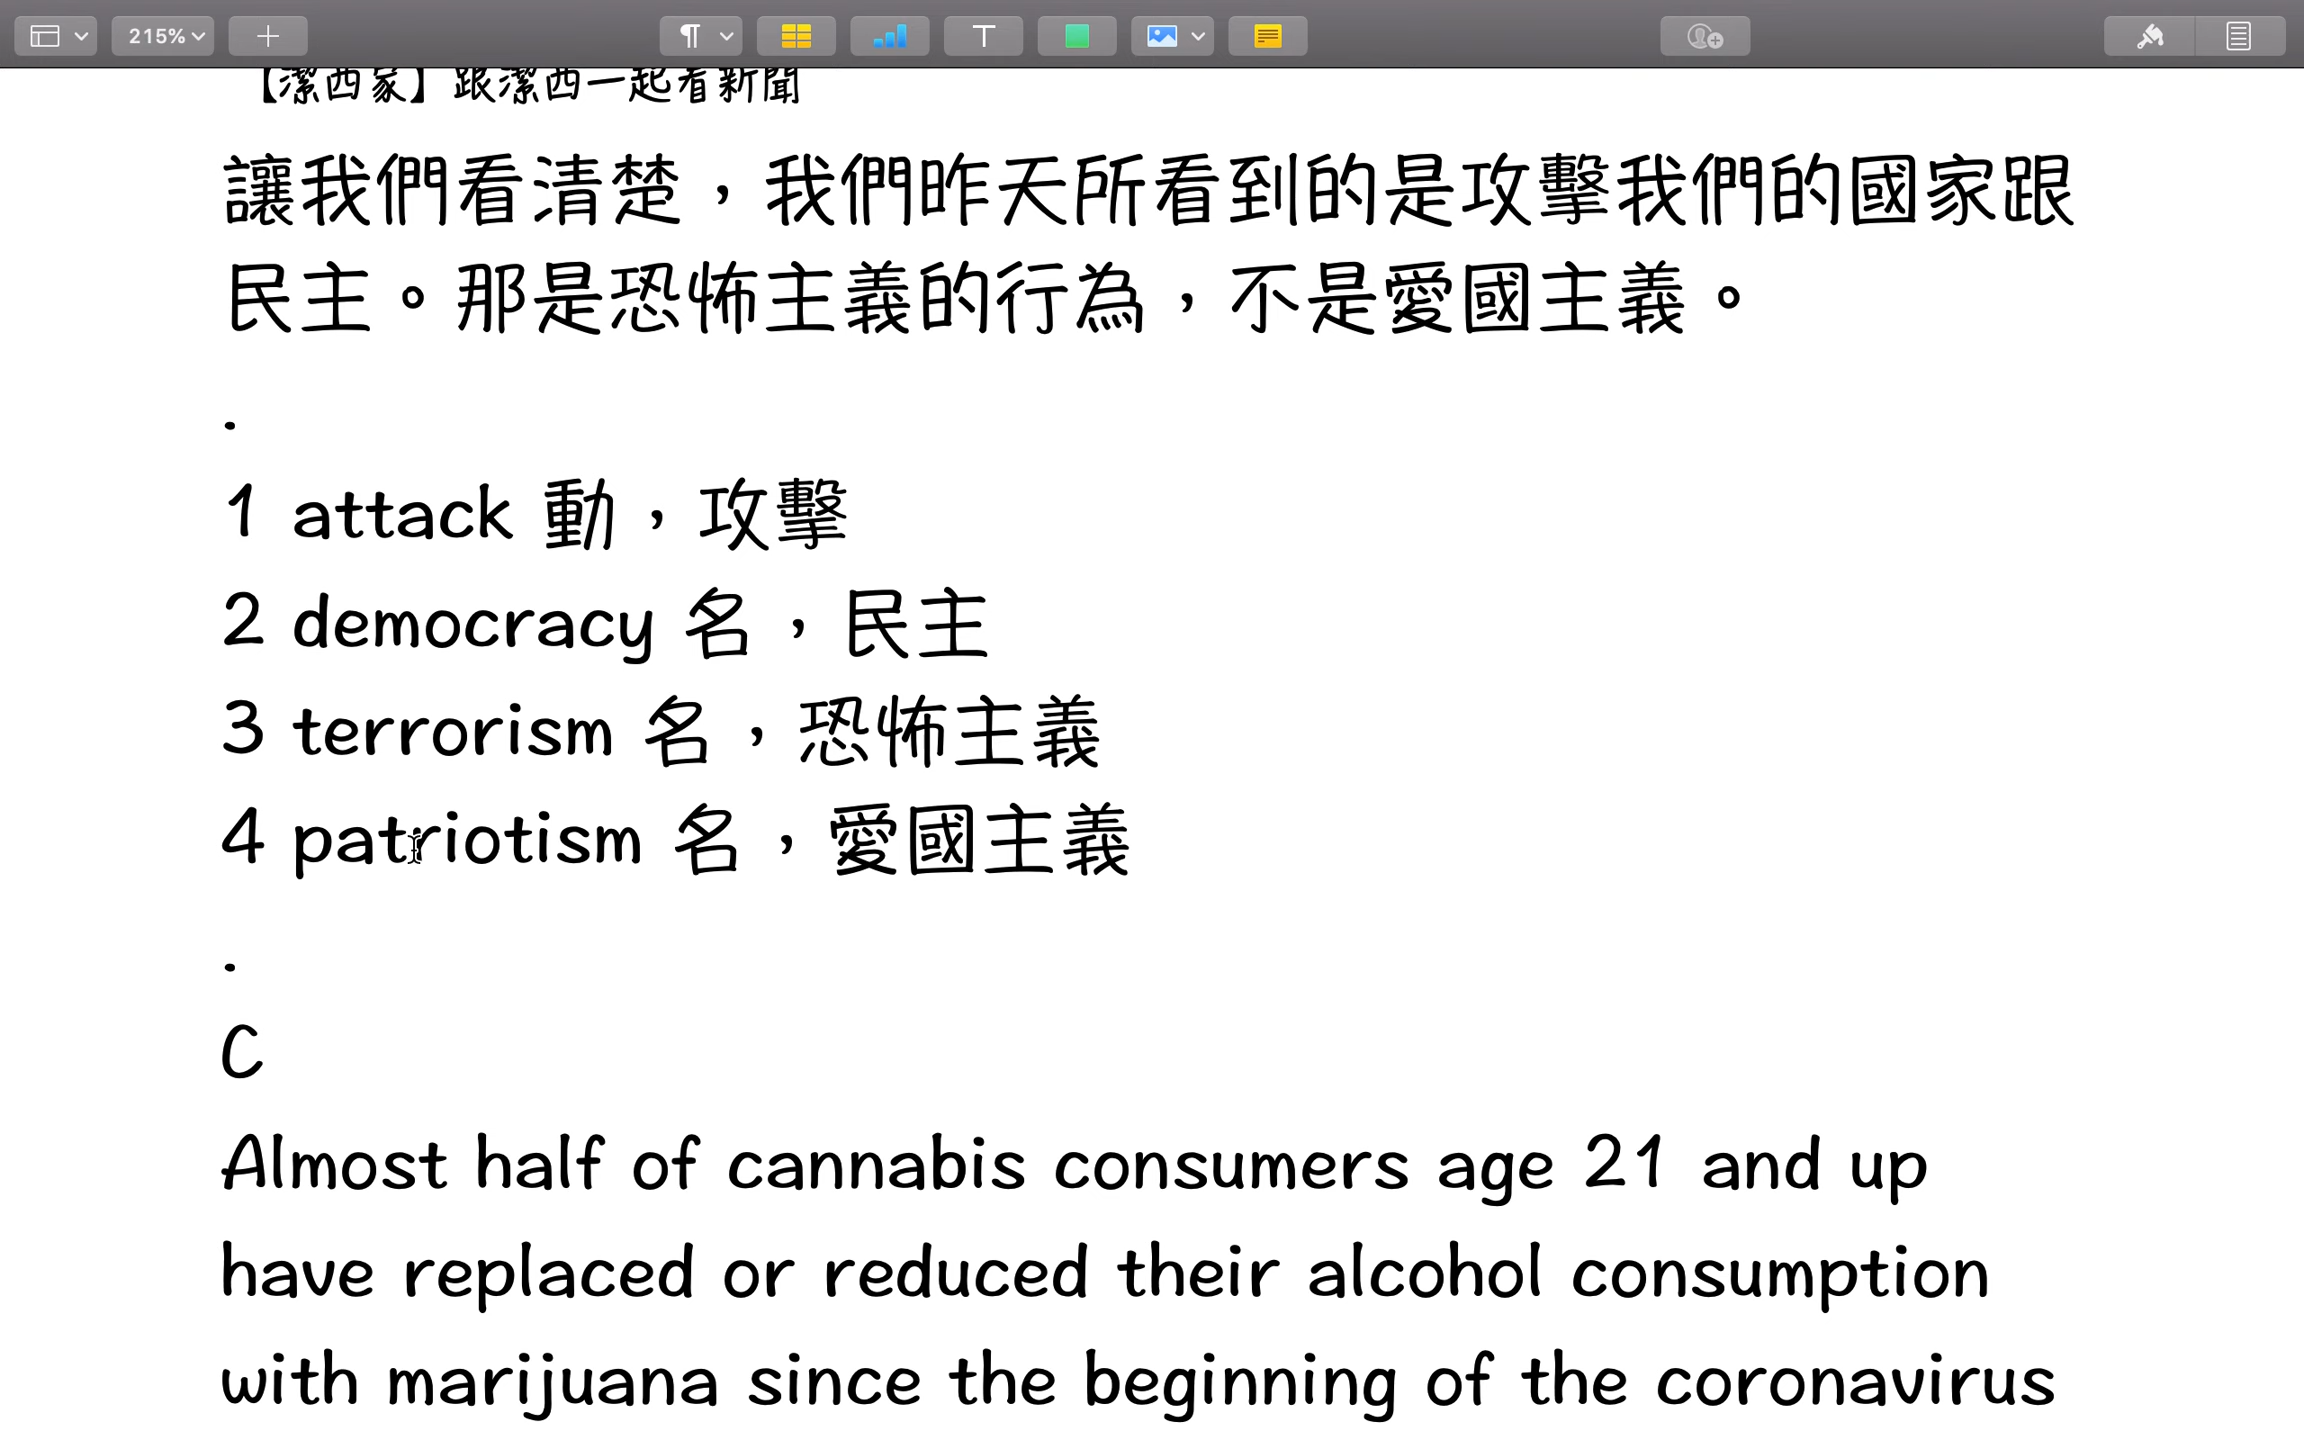 215%
【潔西家】跟潔西一起看新聞
讓我們看清楚，我們昨天所看到的是攻擊我們的國家跟
民主。那是恐怖主義的行為，不是愛國主義。
.
1 attack 動，攻擊
2 democracy 名，民主
3 terrorism 名，恐怖主義
4 patriotism 名，愛國主義
.
C
Almost half of cannabis consumers age 21 and up
have replaced or reduced their alcohol consumption
with marijuana since the beginning of the coronavirus